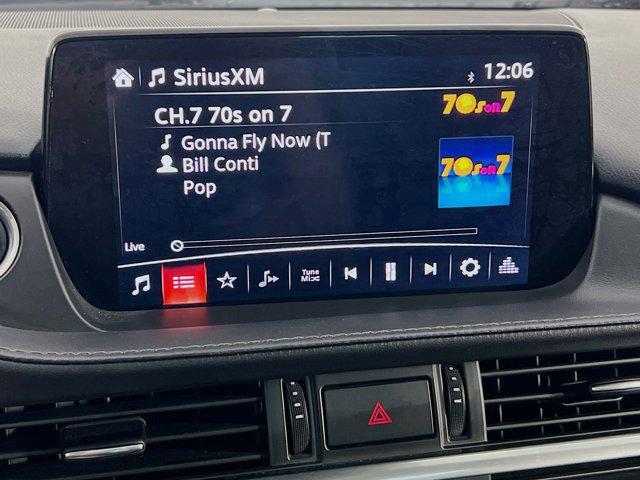 SiriusXM
12:06
CH.7 70s on 7
70s on 7
Gonna Fly Now (T
Bill Conti
70s on 7
Pop
Live
Tune
Mix